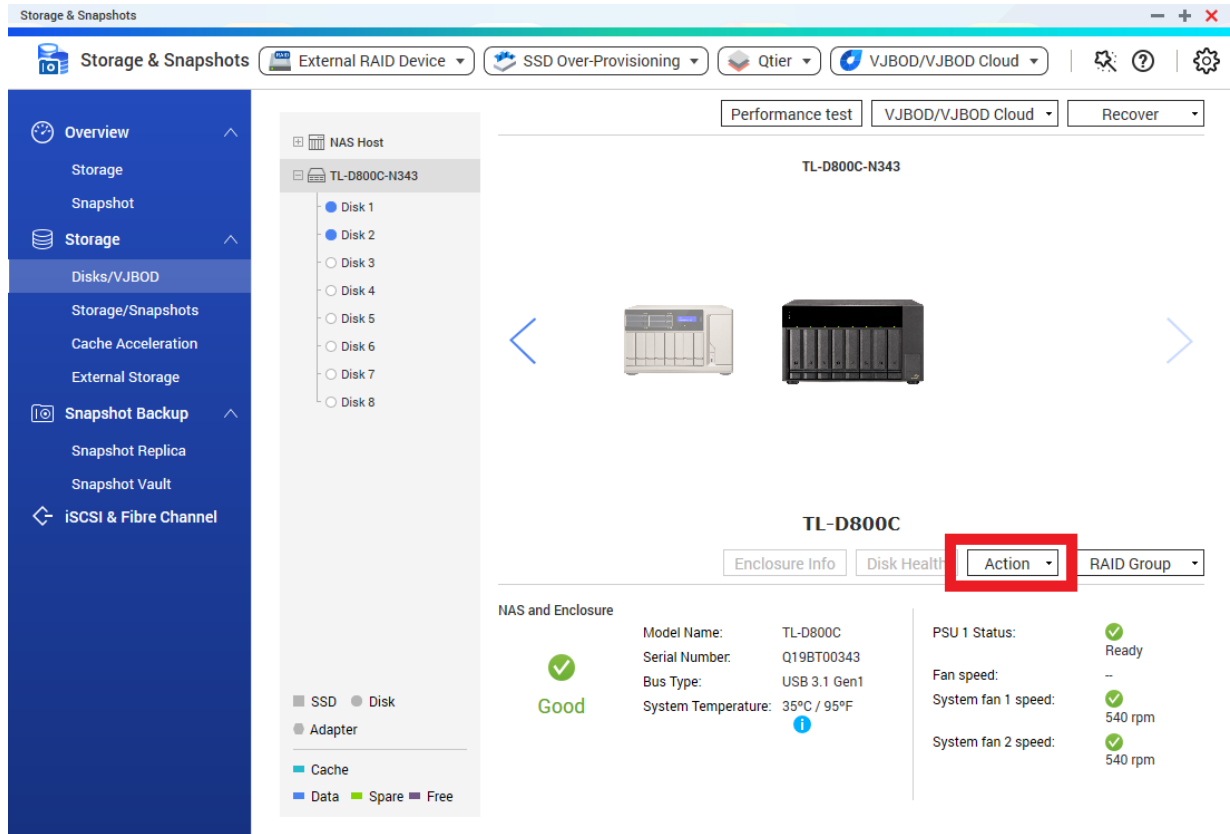 Storage & Snapshots
Storage & Snapshots
External RAID Device
SSD Over-Provisioning
Qtier
VJBOD/VJBOD Cloud
Overview
Storage
Snapshot
Storage
Disks/VJBOD
Storage/Snapshots
Cache Acceleration
External Storage
Snapshot Backup
Snapshot Replica
Snapshot Vault
iSCSI & Fibre Channel
NAS Host
TL-D800C-N343
Disk 1
Disk 2
Disk 3
Disk 4
Disk 5
Disk 6
Disk 7
Disk 8
SSD Disk
Adapter
Cache
Data Spare Free
Performance test VJBOD/VJBOD Cloud Recover
TL-D800C-N343
TL-D800C
Enclosure Info Disk Health Action RAID Group
NAS and Enclosure
Good
Model Name: TL-D800C
Serial Number: Q19BT00343
Bus Type: USB 3.1 Gen1
System Temperature: 35ºC / 95ºF
PSU 1 Status: Ready
Fan speed: --
System fan 1 speed: 540 rpm
System fan 2 speed: 540 rpm